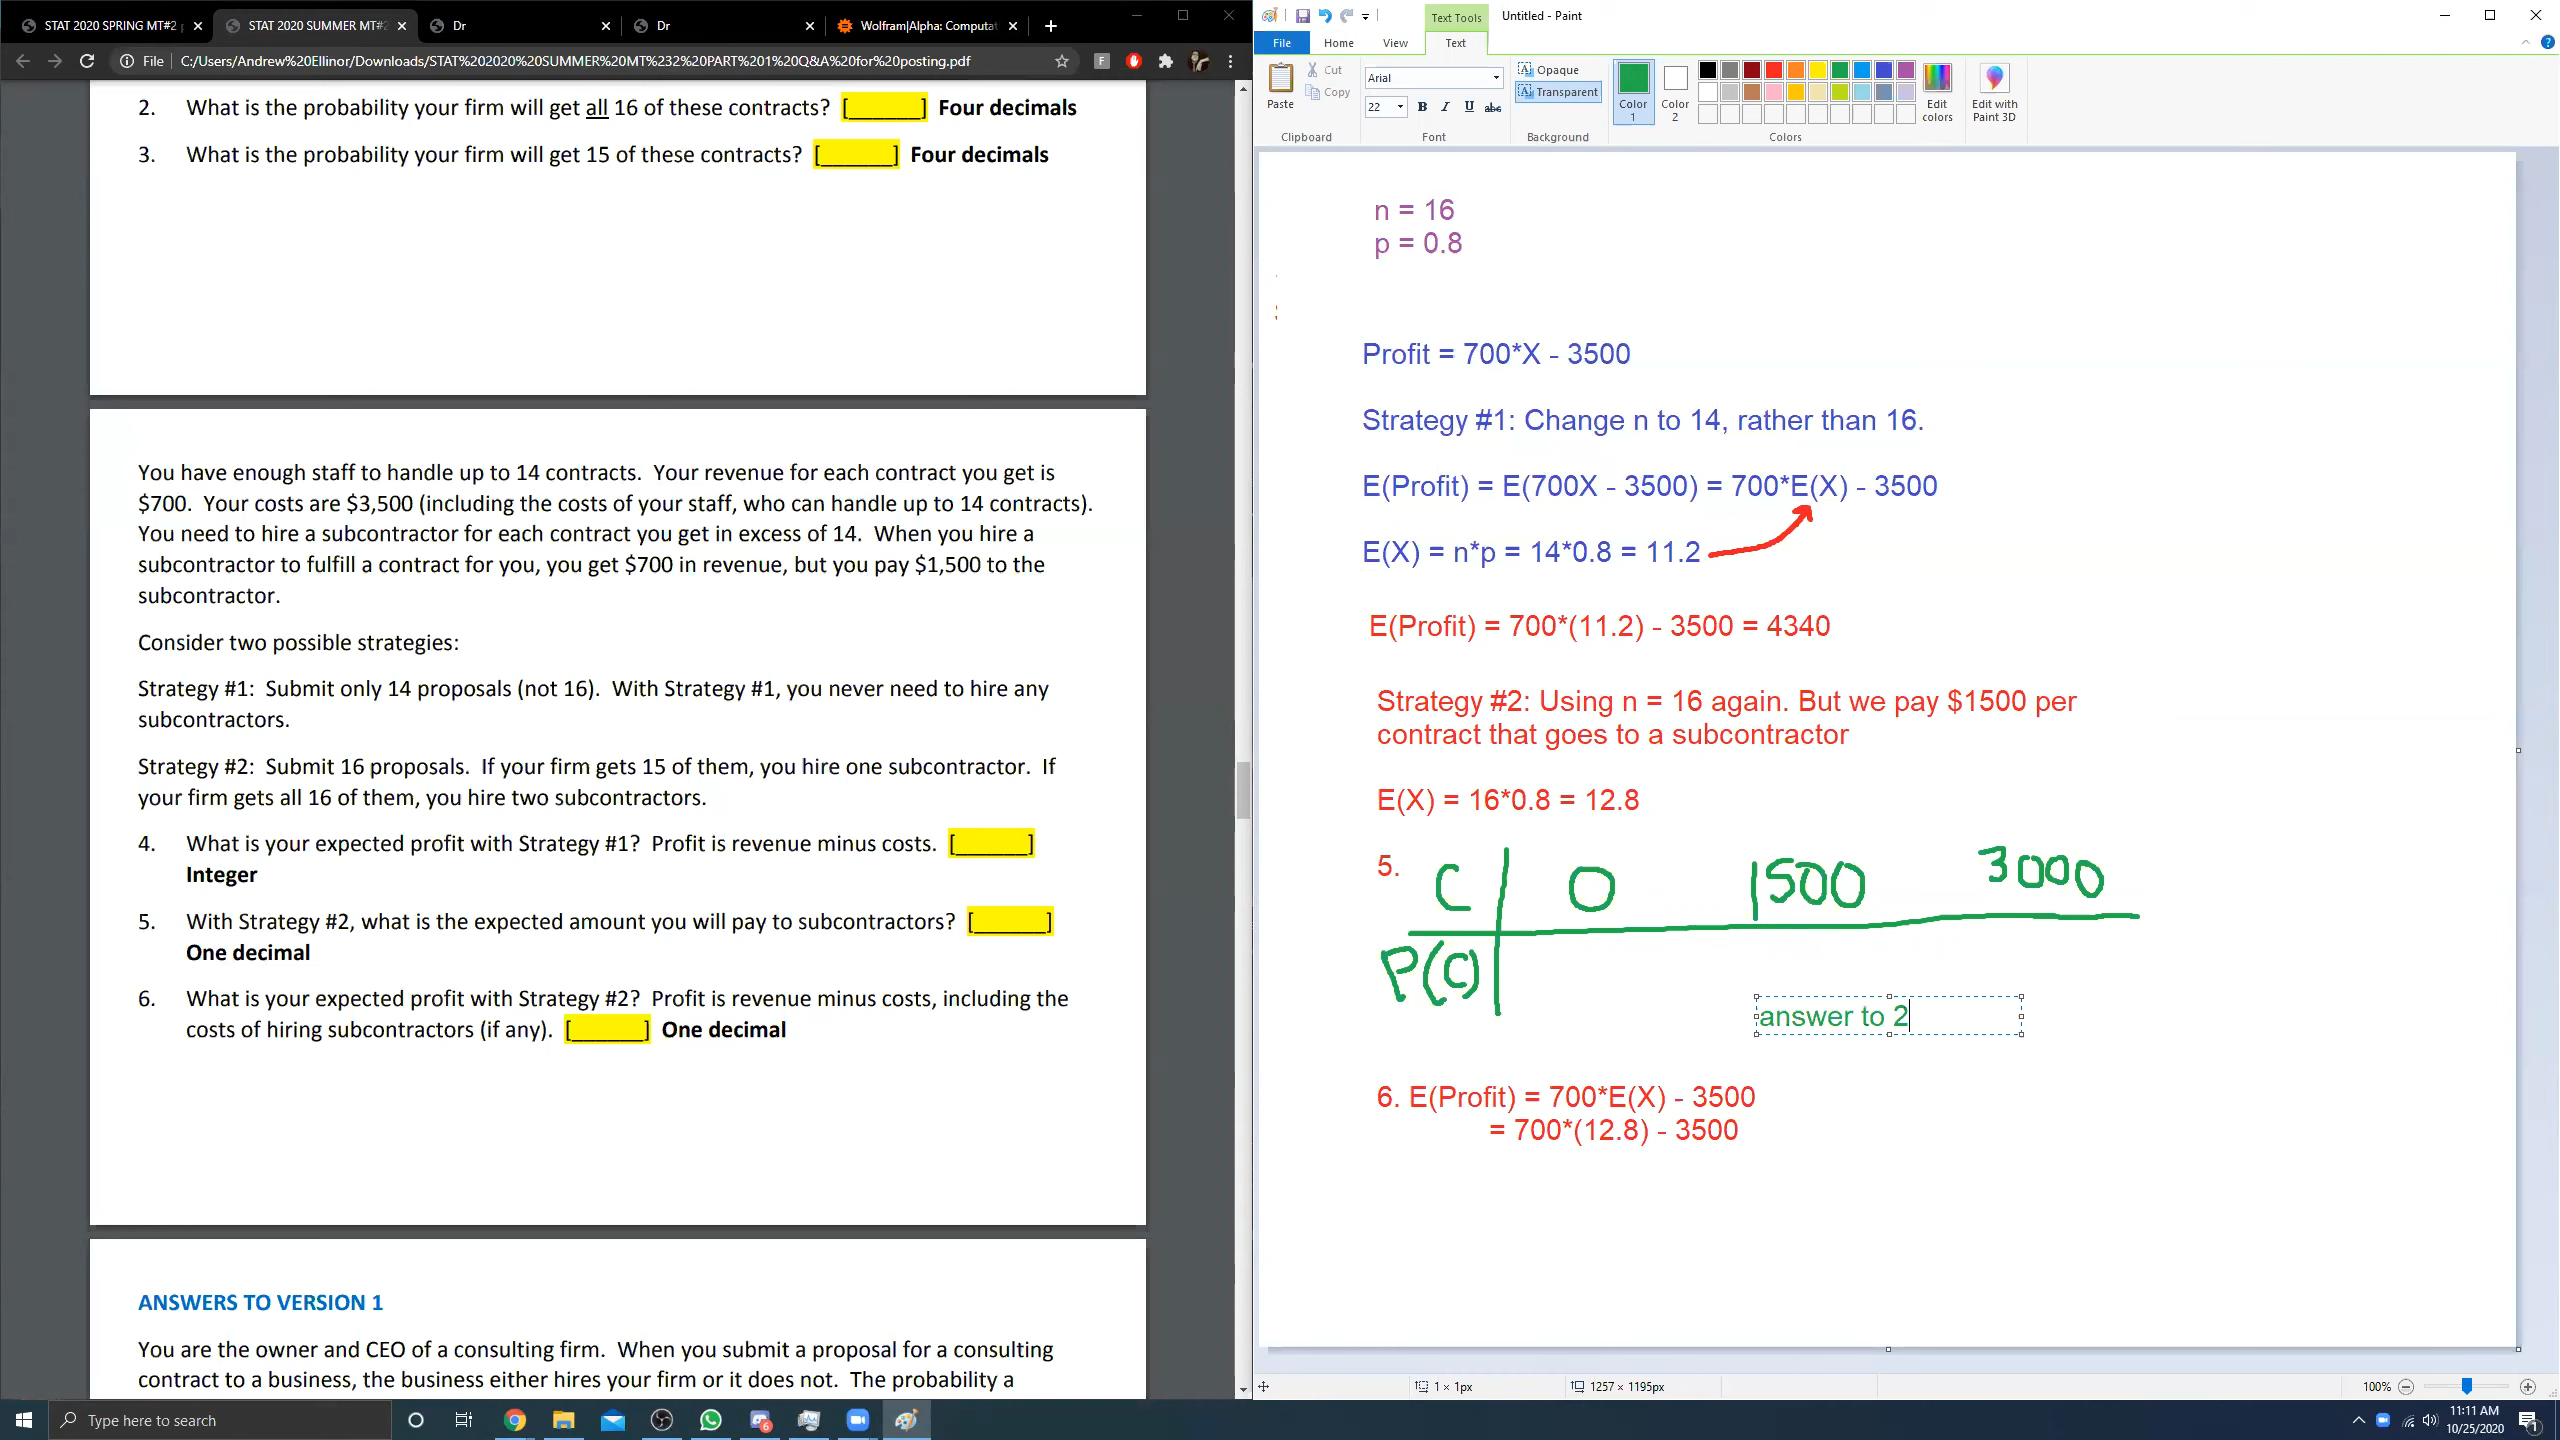 STAT 2020 SPRING MT#2 p
STAT 2020 SUMMER MT#2
Dr
Dr
Wolfram|Alpha: Computat
File | C:/Users/Andrew%20Ellinor/Downloads/STAT%202020%20SUMMER%20MT%232%20PART%201%20Q&A%20for%20posting.pdf
2. What is the probability your firm will get all 16 of these contracts? [______] Four decimals
3. What is the probability your firm will get 15 of these contracts? [______] Four decimals
You have enough staff to handle up to 14 contracts. Your revenue for each contract you get is
$700. Your costs are $3,500 (including the costs of your staff, who can handle up to 14 contracts).
You need to hire a subcontractor for each contract you get in excess of 14. When you hire a
subcontractor to fulfill a contract for you, you get $700 in revenue, but you pay $1,500 to the
subcontractor.
Consider two possible strategies:
Strategy #1: Submit only 14 proposals (not 16). With Strategy #1, you never need to hire any
subcontractors.
Strategy #2: Submit 16 proposals. If your firm gets 15 of them, you hire one subcontractor. If
your firm gets all 16 of them, you hire two subcontractors.
4. What is your expected profit with Strategy #1? Profit is revenue minus costs. [______]
Integer
5. With Strategy #2, what is the expected amount you will pay to subcontractors? [______]
One decimal
6. What is your expected profit with Strategy #2? Profit is revenue minus costs, including the
costs of hiring subcontractors (if any). [______] One decimal
ANSWERS TO VERSION 1
You are the owner and CEO of a consulting firm. When you submit a proposal for a consulting
contract to a business, the business either hires your firm or it does not. The probability a
Text Tools
Untitled - Paint
File Home View Text
Paste
Cut
Copy
Clipboard
Arial
22
B I U abc
Font
Opaque
Transparent
Background
Color 1
Color 2
Edit colors
Edit with Paint 3D
Colors
n = 16
p = 0.8
Profit = 700*X - 3500
Strategy #1: Change n to 14, rather than 16.
E(Profit) = E(700X - 3500) = 700*E(X) - 3500
E(X) = n*p = 14*0.8 = 11.2
E(Profit) = 700*(11.2) - 3500 = 4340
Strategy #2: Using n = 16 again. But we pay $1500 per
contract that goes to a subcontractor
E(X) = 16*0.8 = 12.8
5. C 0 1500 3000
P(C)
answer to 2
6. E(Profit) = 700*E(X) - 3500
= 700*(12.8) - 3500
1 × 1px
1257 × 1195px
100%
Type here to search
6
11:11 AM
10/25/2020
1